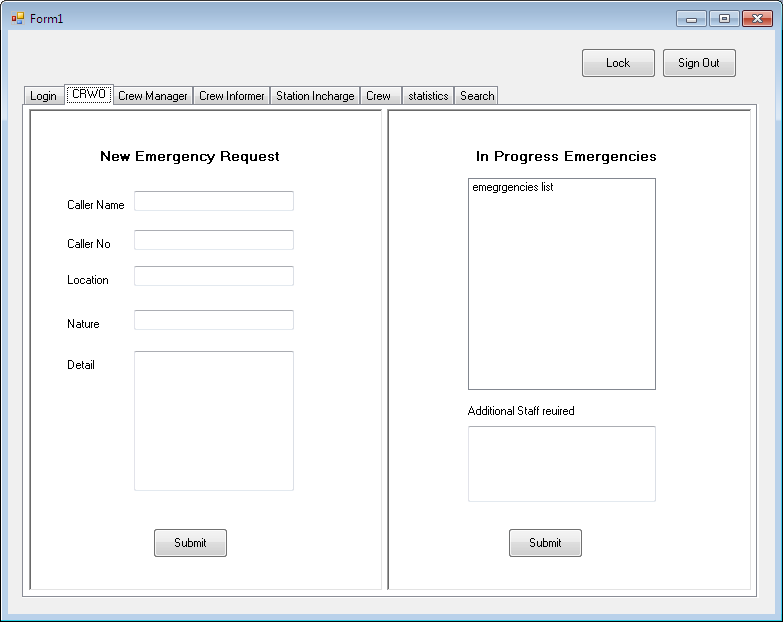 Form1
Lock Sign Out
Login CRWO Crew Manager Crew Informer Station Incharge Crew statistics Search
New Emergency Request
Caller Name
Caller No
Location
Nature
Detail
Submit
In Progress Emergencies
emegrgencies list
Additional Staff reuired
Submit